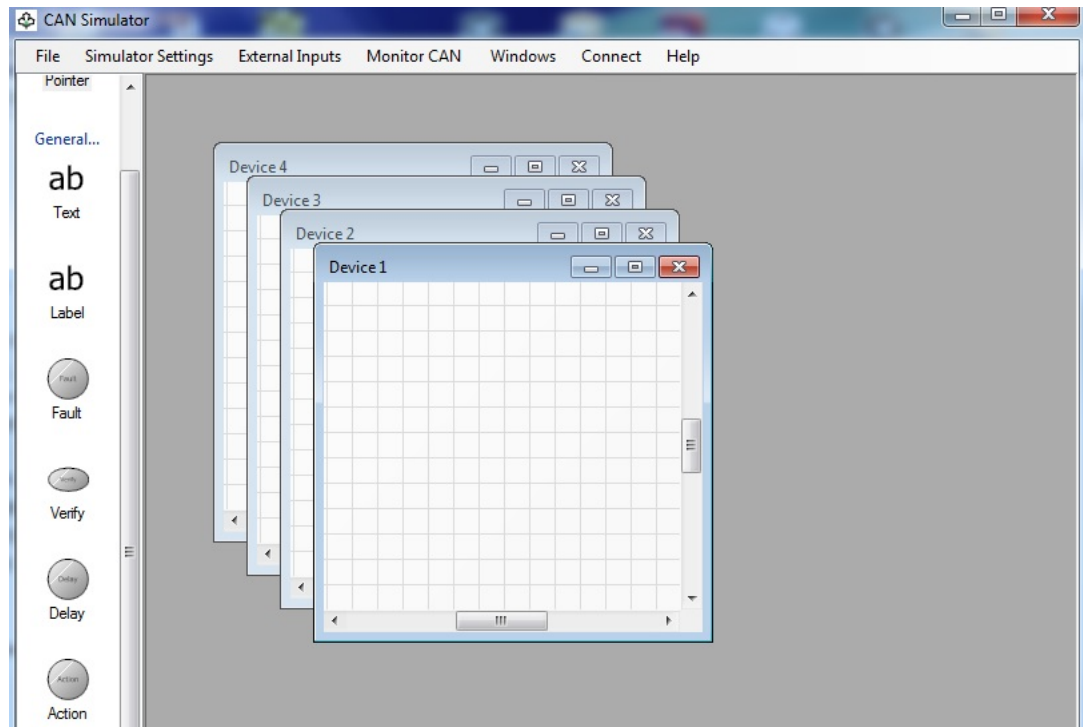 CAN Simulator
File Simulator Settings External Inputs Monitor CAN Windows Connect Help
Pointer
General...
ab
Text
ab
Label
Fault
Fault
Verify
Verify
Delay
Delay
Action
Action
Device 4
Device 3
Device 2
Device 1